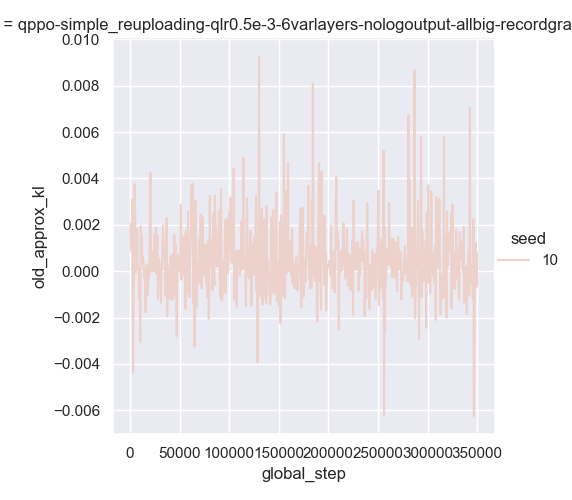 = qppo-simple_reuploading-qlr0.5e-3-6varlayers-nologoutput-allbig-recordgra
0.010
0.008
0.006
0.004
0.002
0.000
−0.002
−0.004
−0.006
old_approx_kl
0 50000 100000 150000 200000 250000 300000 350000
global_step
seed
10